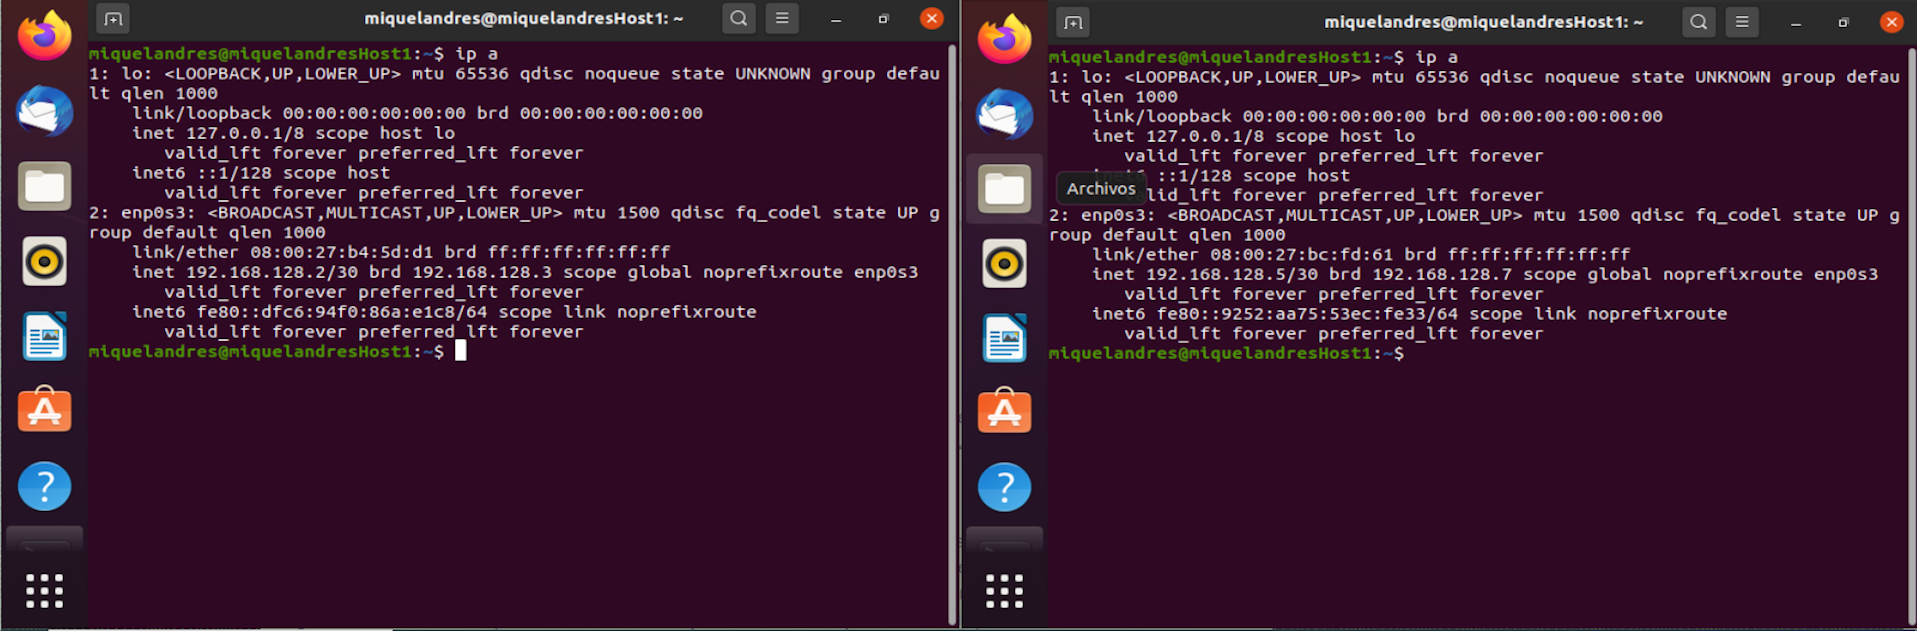 miquelandres@miquelandresHost1: ~
miquelandres@miquelandresHost1:~$ ip a
1: lo: <LOOPBACK,UP,LOWER_UP> mtu 65536 qdisc noqueue state UNKNOWN group defau
lt qlen 1000
link/loopback 00:00:00:00:00:00 brd 00:00:00:00:00:00
inet 127.0.0.1/8 scope host lo
valid_lft forever preferred_lft forever
inet6 ::1/128 scope host
valid_lft forever preferred_lft forever
2: enp0s3: <BROADCAST,MULTICAST,UP,LOWER_UP> mtu 1500 qdisc fq_codel state UP g
roup default qlen 1000
link/ether 08:00:27:b4:5d:d1 brd ff:ff:ff:ff:ff:ff
inet 192.168.128.2/30 brd 192.168.128.3 scope global noprefixroute enp0s3
valid_lft forever preferred_lft forever
inet6 fe80::dfc6:94f0:86a:e1c8/64 scope link noprefixroute
valid_lft forever preferred_lft forever
miquelandres@miquelandresHost1:~$
miquelandres@miquelandresHost1: ~
miquelandres@miquelandresHost1:~$ ip a
1: lo: <LOOPBACK,UP,LOWER_UP> mtu 65536 qdisc noqueue state UNKNOWN group defau
lt qlen 1000
link/loopback 00:00:00:00:00:00 brd 00:00:00:00:00:00
inet 127.0.0.1/8 scope host lo
valid_lft forever preferred_lft forever
inet6 ::1/128 scope host
Archivos
lid_lft forever preferred_lft forever
2: enp0s3: <BROADCAST,MULTICAST,UP,LOWER_UP> mtu 1500 qdisc fq_codel state UP g
roup default qlen 1000
link/ether 08:00:27:bc:fd:61 brd ff:ff:ff:ff:ff:ff
inet 192.168.128.5/30 brd 192.168.128.7 scope global noprefixroute enp0s3
valid_lft forever preferred_lft forever
inet6 fe80::9252:aa75:53ec:fe33/64 scope link noprefixroute
valid_lft forever preferred_lft forever
miquelandres@miquelandresHost1:~$